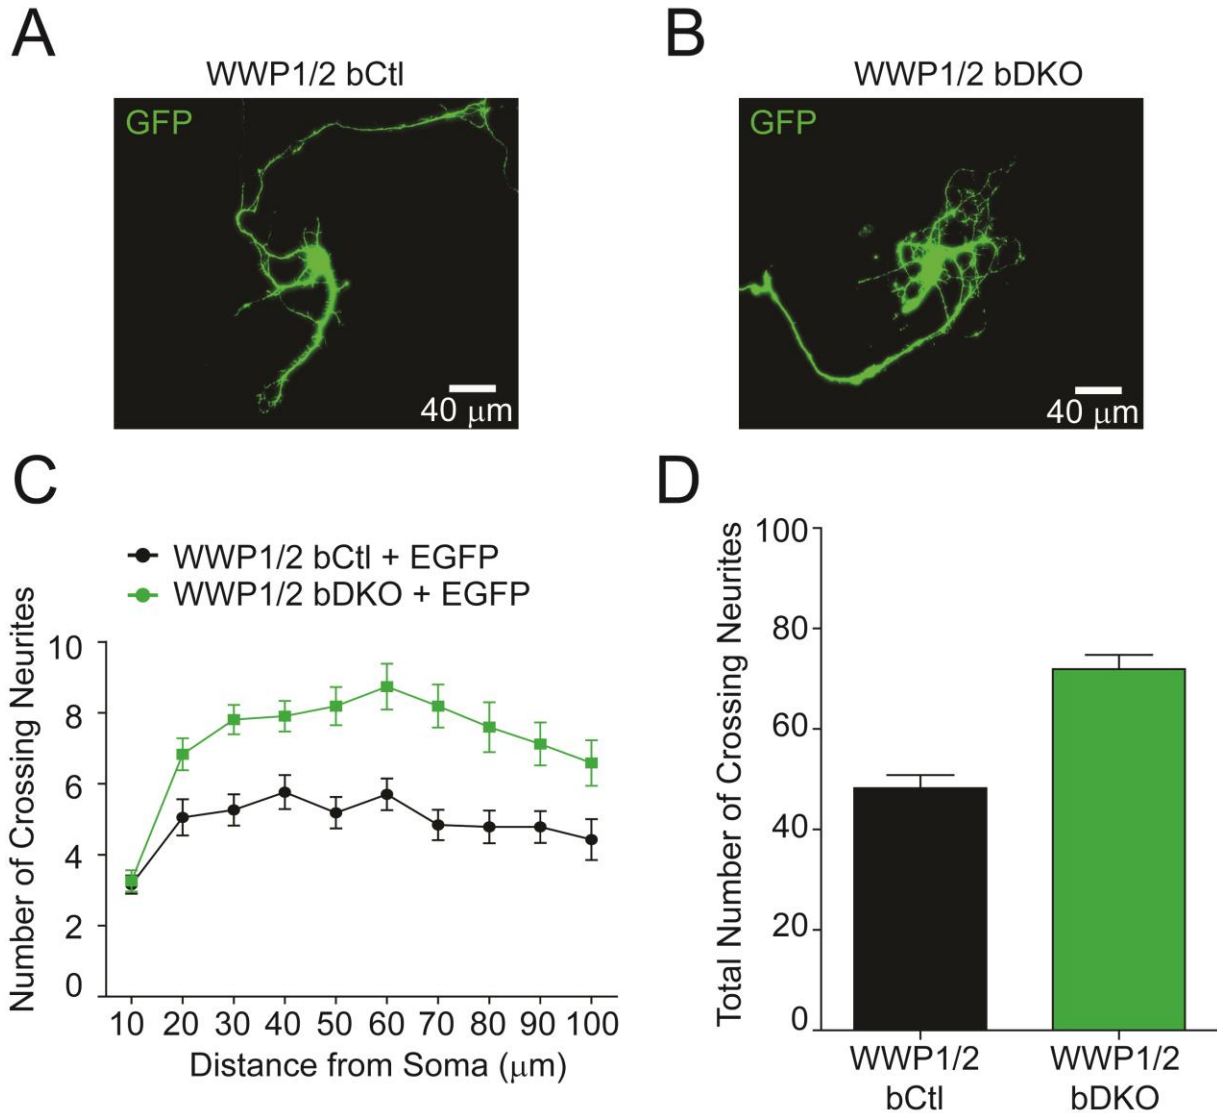 A
WWP1/2 bCtl
GFP
40 μm
B
WWP1/2 bDKO
GFP
40 μm
C
WWP1/2 bCtl + EGFP
WWP1/2 bDKO + EGFP
Number of Crossing Neurites
10
8
6
4
2
0
10 20 30 40 50 60 70 80 90 100
Distance from Soma (μm)
D
Total Number of Crossing Neurites
100
80
60
40
20
0
WWP1/2
bCtl
WWP1/2
bDKO